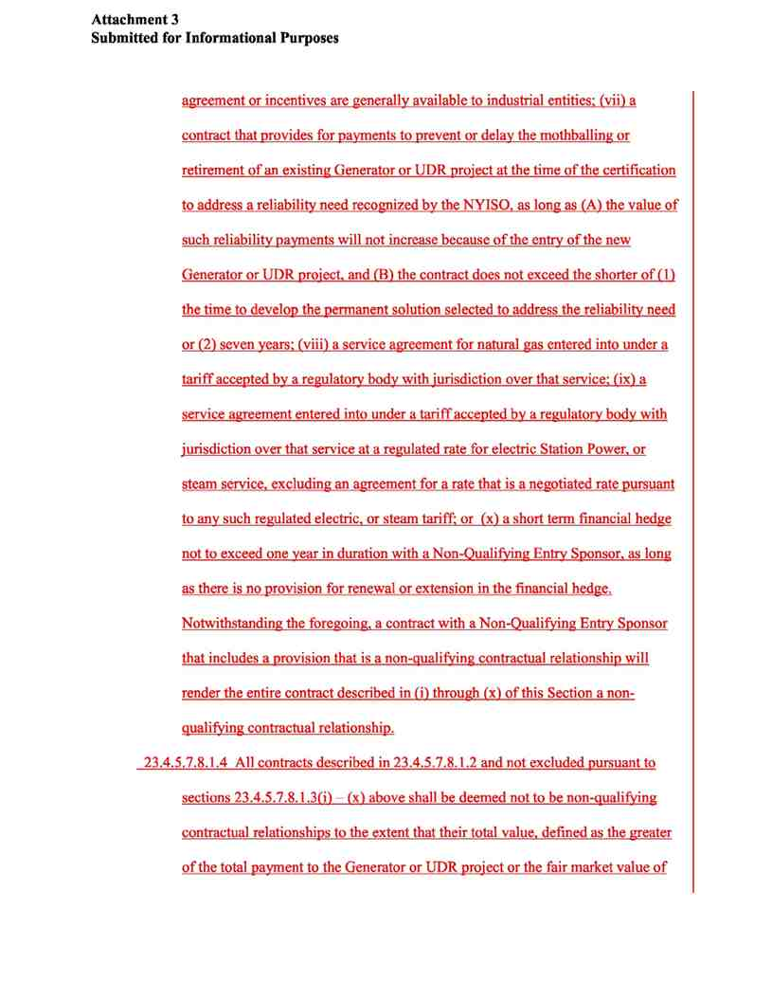 Attachment 3
Submitted for Informational Purposes
agreement or incentives are generally available to industrial entities; (vii) a
contract that provides for payments to prevent or delay the mothballing or
retirement of an existing Generator or UDR project at the time of the certification
to address a reliability need recognized by the NYISO, as long as (A) the value of
such reliability payments will not increase because of the entry of the new
Generator or UDR project, and (B) the contract does not exceed the shorter of (1)
the time to develop the permanent solution selected to address the reliability need
or (2) seven years; (viii) a service agreement for natural gas entered into under a
tariff accepted by a regulatory body with jurisdiction over that service; (ix) a
service agreement entered into under a tariff accepted by a regulatory body with
jurisdiction over that service at a regulated rate for electric Station Power, or
steam service, excluding an agreement for a rate that is a negotiated rate pursuant
to any such regulated electric, or steam tariff; or (x) a short term financial hedge
not to exceed one year in duration with a Non-Qualifying Entry Sponsor, as long
as there is no provision for renewal or extension in the financial hedge.
Notwithstanding the foregoing, a contract with a Non-Qualifying Entry Sponsor
that includes a provision that is a non-qualifying contractual relationship will
render the entire contract described in (i) through (x) of this Section a non-
qualifying contractual relationship.
23.4.5.7.8.1.4 All contracts described in 23.4.5.7.8.1.2 and not excluded pursuant to
sections 23.4.5.7.8.1.3(i) – (x) above shall be deemed not to be non-qualifying
contractual relationships to the extent that their total value, defined as the greater
of the total payment to the Generator or UDR project or the fair market value of